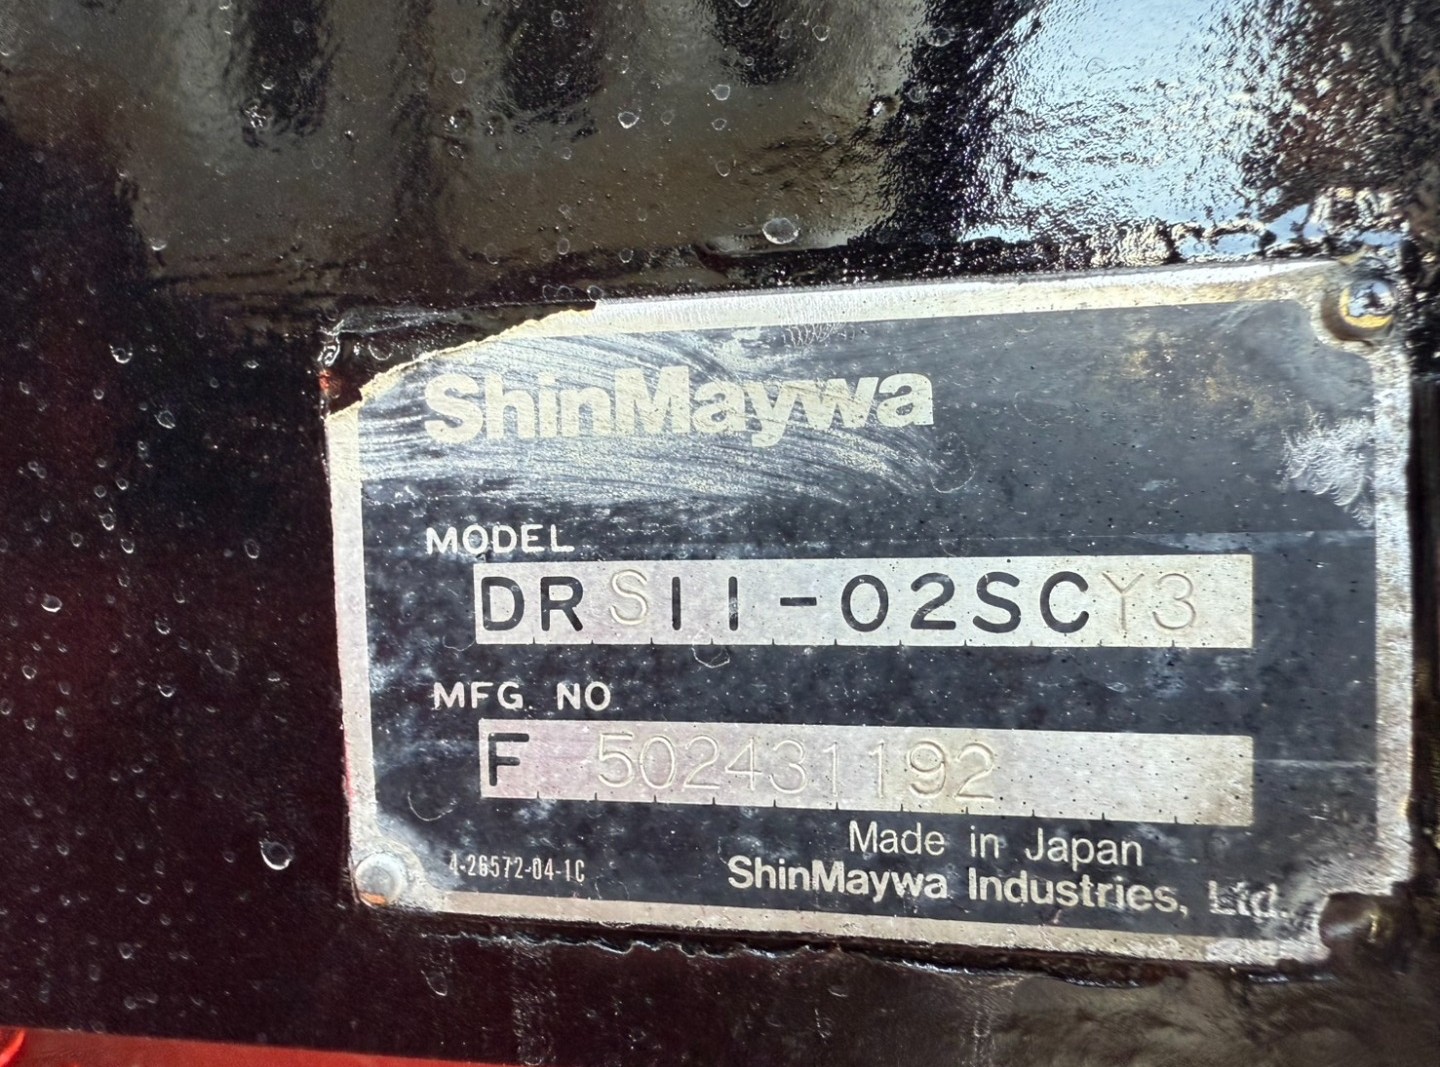 ShinMaywa
MODEL
DRS11-02SCY3
MFG NO
F 502431192
Made in Japan
4-26572-04-1C
ShinMaywa Industries, Ltd.